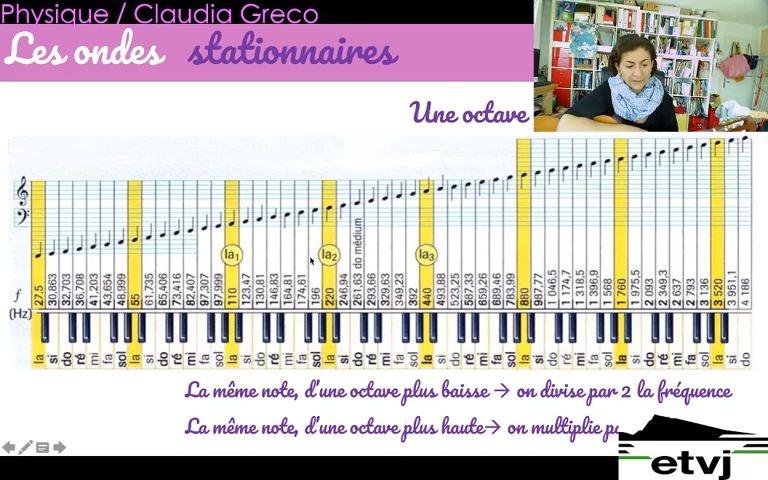 Physique / Claudia Greco
Les ondes stationnaires
Une octave
la1 la2 do médium la3
f (Hz) 27,5 30,863 32,703 36,708 41,203 43,654 48,999 55 61,735 65,406 73,416 82,407 97,307 97,999 110 123,47 130,81 146,83 164,81 174,61 196 220 246,94 261,63 293,66 329,63 349,23 392 440 493,88 523,25 587,33 659,26 689,46 783,99 880 987,77 1 046,5 1 174,7 1 318,5 1 396,9 1 568 1 760 1 975,5 2 093 2 349,3 2 637 2 793 3 136 3 520 3 951,1 4 186
la si do ré mi fa sol la si do ré mi fa sol la si do ré mi fa sol la si do ré mi fa sol la si do ré mi fa sol la si do ré mi fa sol la si do ré mi fa sol la si do
La même note, d'une octave plus baisse → on divise par 2 la fréquence
La même note, d'une octave plus haute → on multiplie
etvj